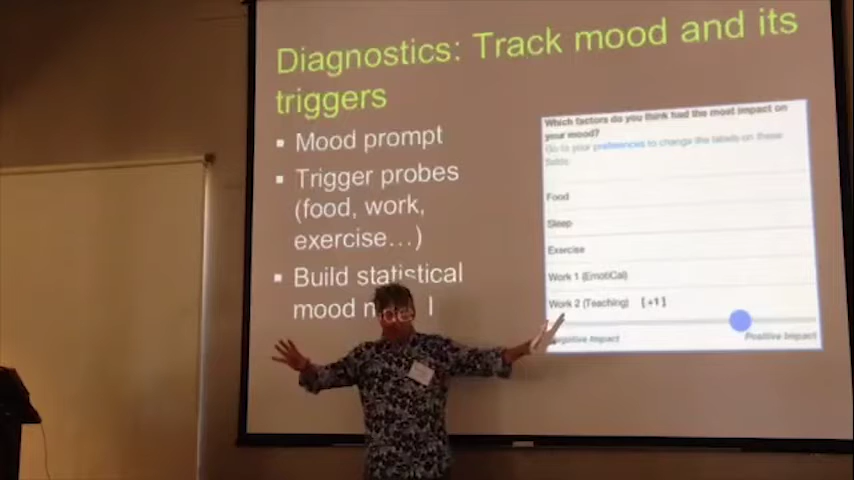 Diagnostics: Track mood and its
triggers
Mood prompt
Trigger probes
(food, work,
exercise...)
Build statistical
mood
Which factors do you think had the most impact on
your mood?
Go to your preferences to change the labels on these
fields
Food
Sleep
Exercise
Work 1 (EmotiCal)
Work 2 (Teaching) [ +1 ]
Negative Impact
Positive Impact